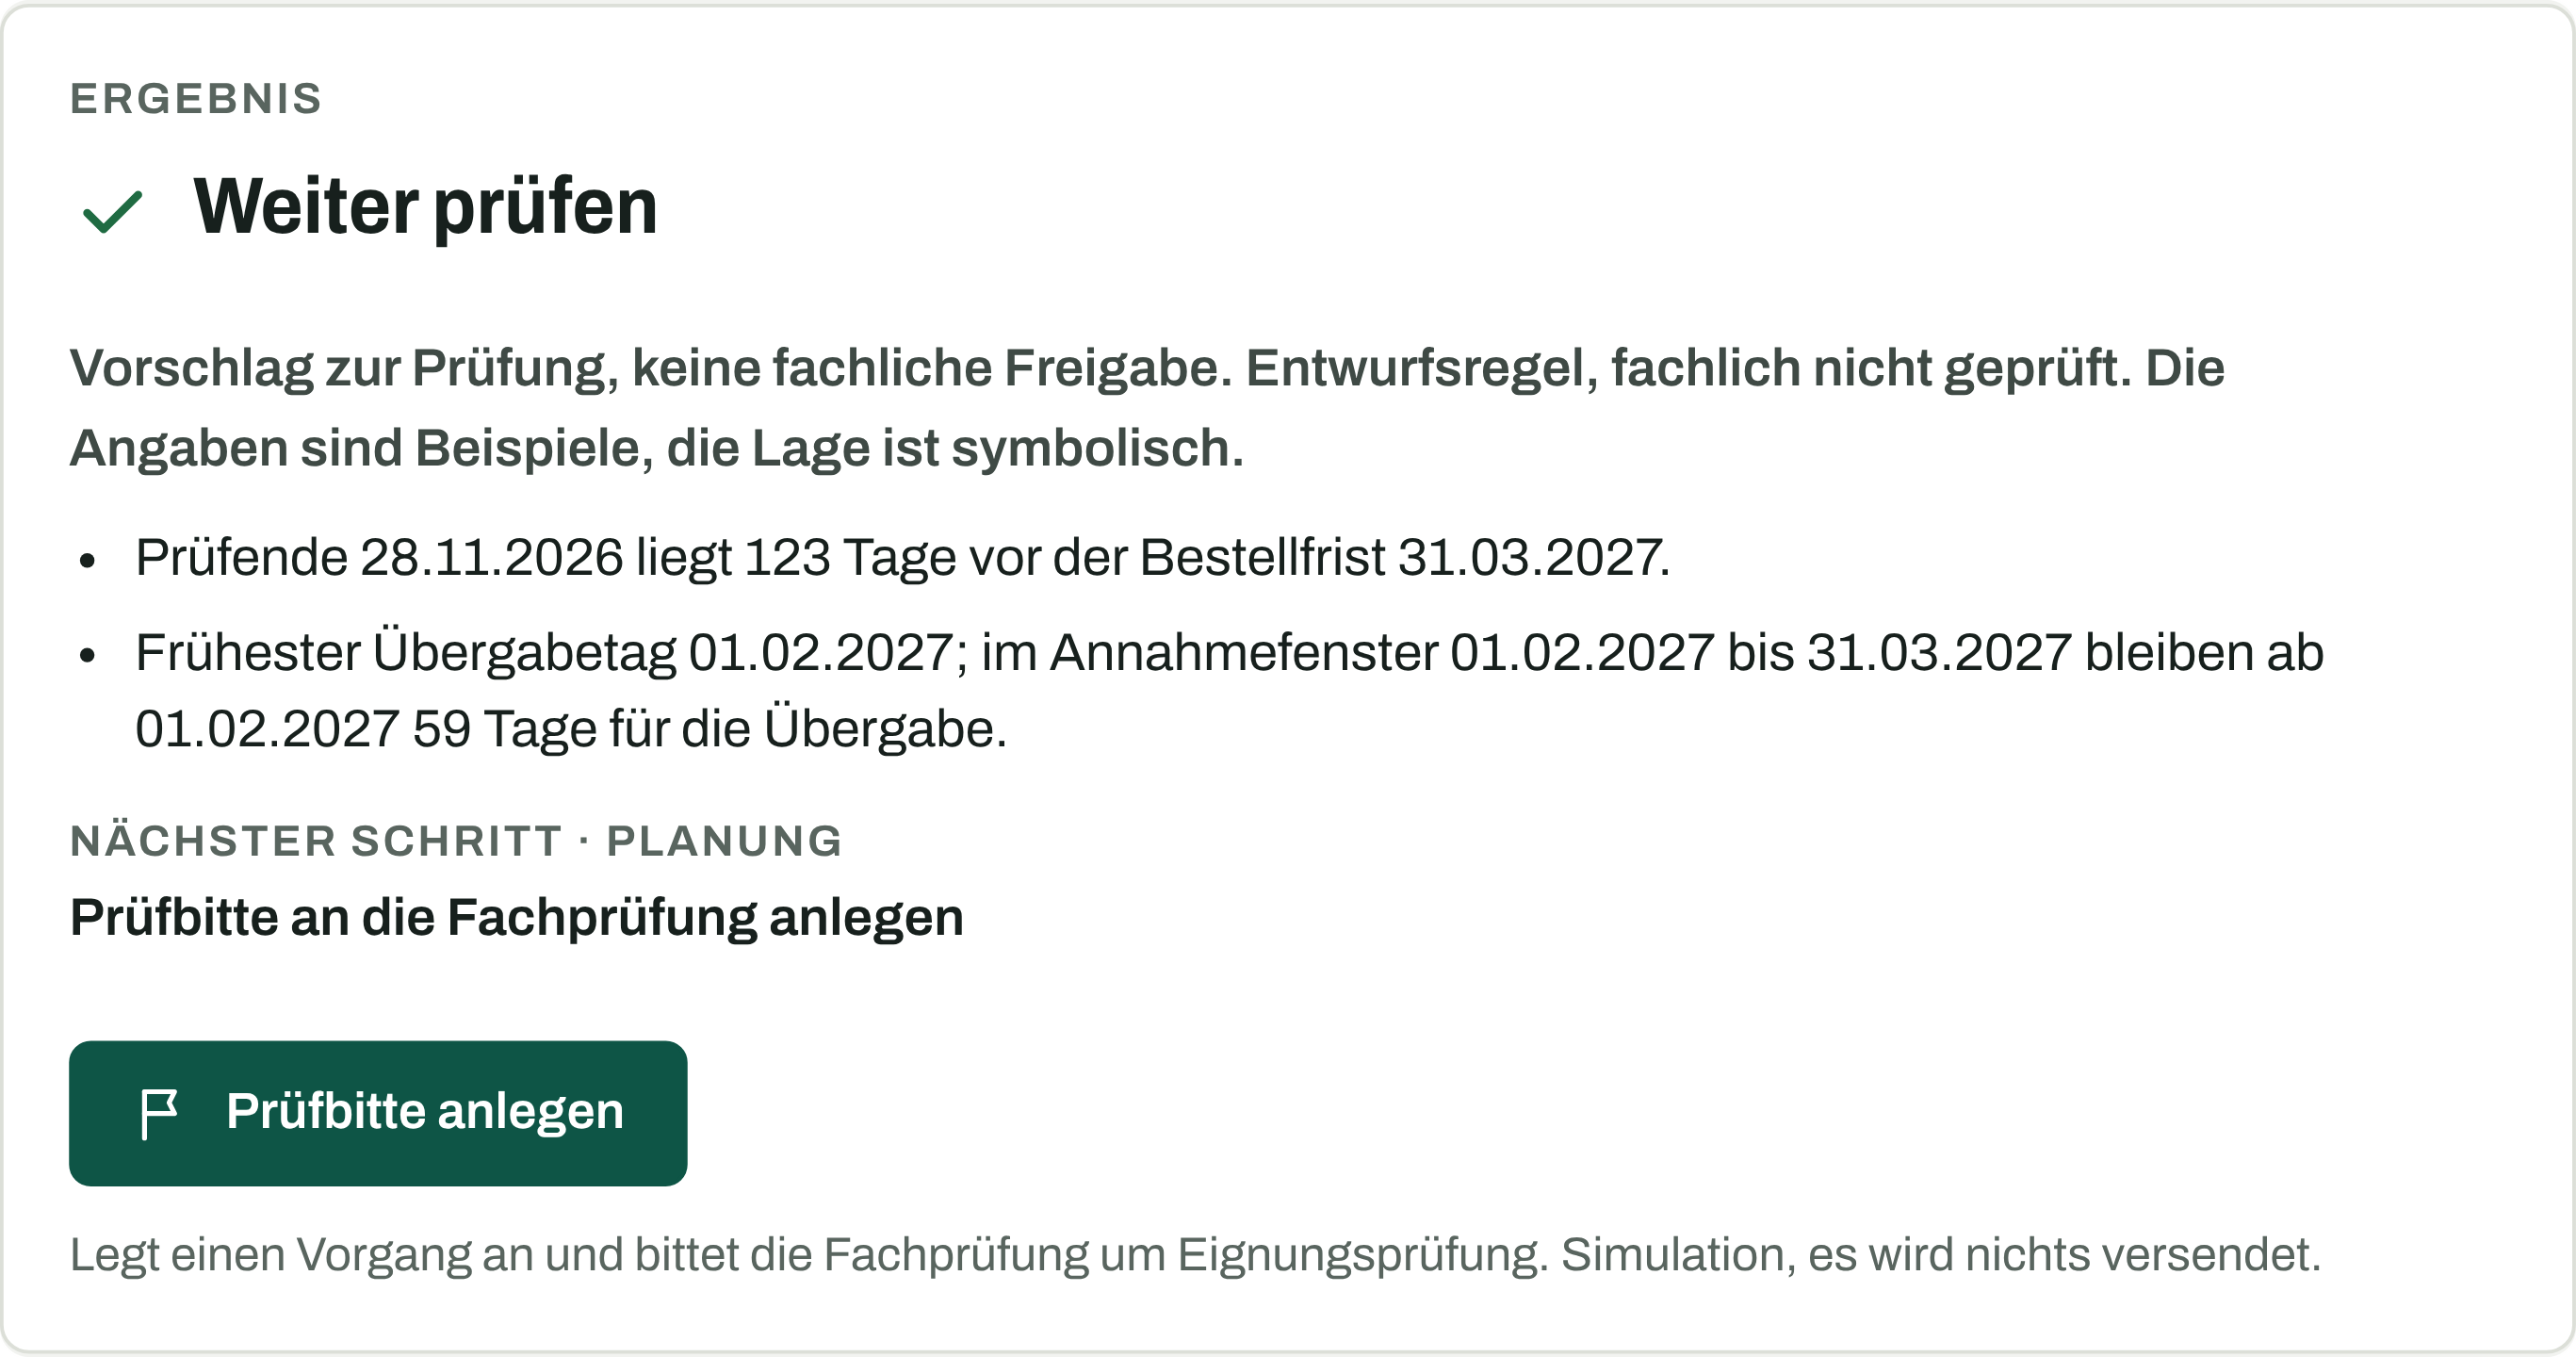 ERGEBNIS
Weiter prüfen
Vorschlag zur Prüfung, keine fachliche Freigabe. Entwurfsregel, fachlich nicht geprüft. Die
Angaben sind Beispiele, die Lage ist symbolisch.
• Prüfende 28.11.2026 liegt 123 Tage vor der Bestellfrist 31.03.2027.
• Frühester Übergabetag 01.02.2027; im Annahmefenster 01.02.2027 bis 31.03.2027 bleiben ab
01.02.2027 59 Tage für die Übergabe.
NÄCHSTER SCHRITT · PLANUNG
Prüfbitte an die Fachprüfung anlegen
Prüfbitte anlegen
Legt einen Vorgang an und bittet die Fachprüfung um Eignungsprüfung. Simulation, es wird nichts versendet.